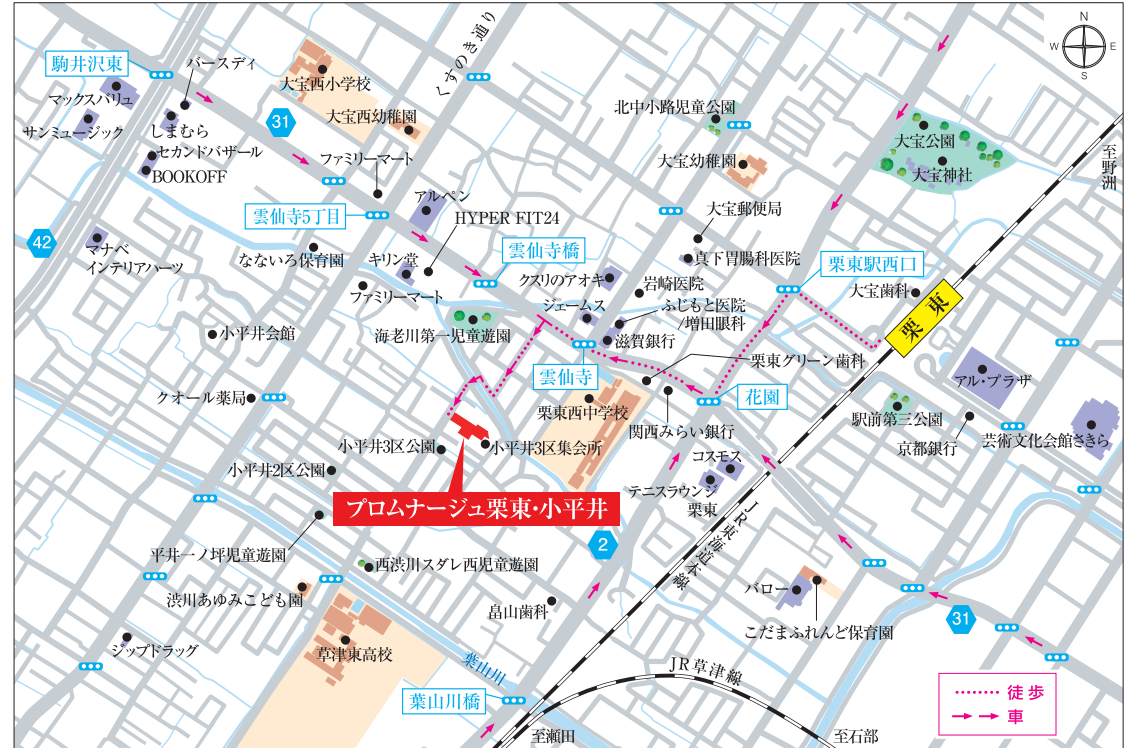 駒井沢東
バースディ
マックスバリュ
サンミュージック
しまむら
セカンドバザール
BOOKOFF
31
大宝西小学校
大宝西幼稚園
くすのき通り
N
W
E
S
北中小路児童公園
大宝公園
大宝神社
至野洲
ファミリーマート
大宝幼稚園
アルペン
HYPER FIT24
雲仙寺5丁目
大宝郵便局
42
マナベ
インテリアハーツ
なないろ保育園
キリン堂
雲仙寺橋
真下胃腸科医院
栗東駅西口
ファミリーマート
クスリのアオキ
岩崎医院
大宝歯科
ジェームス
ふじもと医院
/増田眼科
栗東
小平井会館
海老川第一児童遊園
滋賀銀行
雲仙寺
栗東グリーン歯科
アル・プラザ
クオール薬局
栗東西中学校
花園
駅前第三公園
関西みらい銀行
京都銀行
芸術文化会館さきら
小平井3区公園
小平井3区集会所
コスモス
小平井2区公園
テニスラウンジ
栗東
プロムナージュ栗東・小平井
JR東海道本線
平井一ノ坪児童遊園
2
西渋川スダレ西児童遊園
渋川あゆみこども園
畠山歯科
バロー
こだまふれんど保育園
31
ジップドラッグ
草津東高校
葉山川
葉山川橋
JR草津線
徒歩
車
至瀬田
至石部